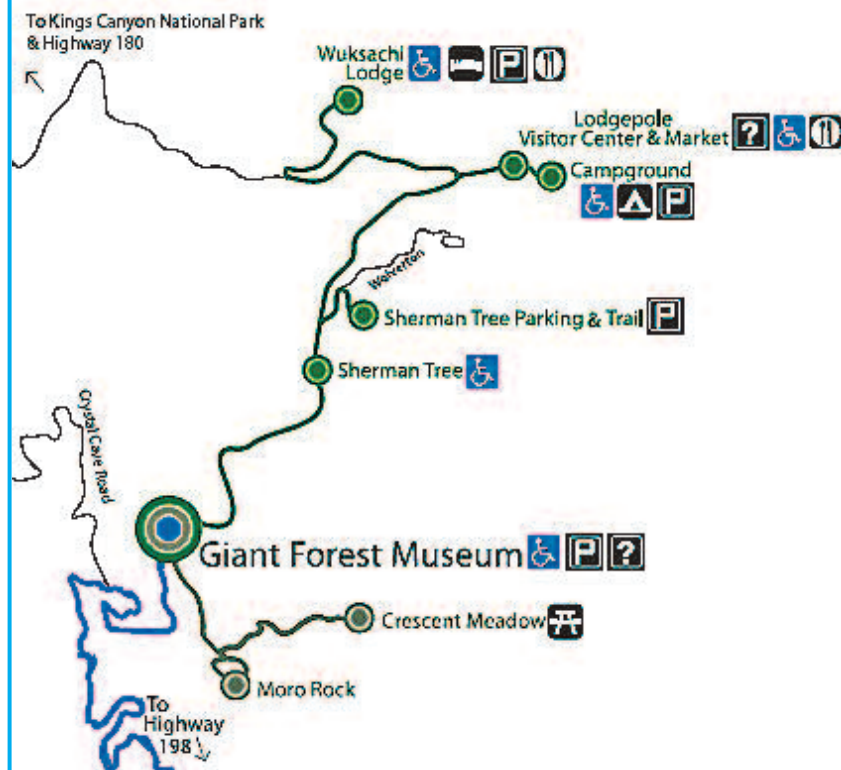 To Kings Canyon National Park
& Highway 180
Wuksachi
Lodge
P
Lodgepole
Visitor Center & Market
?
Campground
P
Wolverton
Sherman Tree Parking & Trail
P
Sherman Tree
Crystal Cave Road
Giant Forest Museum
P
?
Crescent Meadow
Moro Rock
To
Highway
198